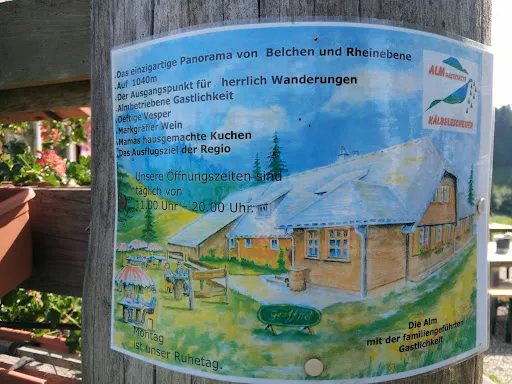 .Das einzigartige Panorama von Belchen und Rheinebene
.Auf 1040m
.Der Ausgangspunkt für herrlich Wanderungen
.Almbetriebene Gastlichkeit
.Deftige Vesper
.Markgräfler Wein
.Mamas hausgemachte Kuchen
.Das Ausflugsziel der Regio
Unsere Öffnungszeiten sind
täglich von
11.00 Uhr - 20.00 Uhr.
ALM GASTSTÄTTE
KÄLBELESCHEUER
Geöffnet
Montag
ist unser Ruhetag.
Die Alm
mit der familiengeführten
Gastlichkeit